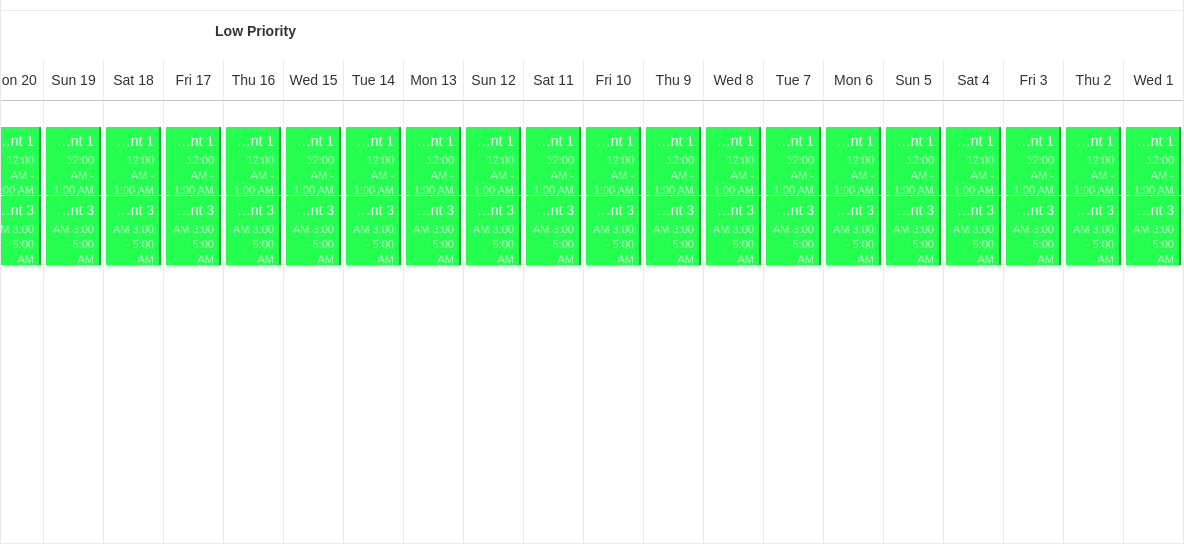 Low Priority
on 20 Sun 19 Sat 18 Fri 17 Thu 16 Wed 15 Tue 14 Mon 13 Sun 12 Sat 11 Fri 10 Thu 9 Wed 8 Tue 7 Mon 6 Sun 5 Sat 4 Fri 3 Thu 2 Wed 1
…nt 1 …nt 1 …nt 1 …nt 1 …nt 1 …nt 1 …nt 1 …nt 1 …nt 1 …nt 1 …nt 1 …nt 1 …nt 1 …nt 1 …nt 1 …nt 1 …nt 1 …nt 1 …nt 1 …nt 1
12:00 12:00 12:00 12:00 12:00 12:00 12:00 12:00 12:00 12:00 12:00 12:00 12:00 12:00 12:00 12:00 12:00 12:00 12:00 12:00
AM - AM - AM - AM - AM - AM - AM - AM - AM - AM - AM - AM - AM - AM - AM - AM - AM - AM - AM - AM -
:00 AM 1:00 AM 1:00 AM 1:00 AM 1:00 AM 1:00 AM 1:00 AM 1:00 AM 1:00 AM 1:00 AM 1:00 AM 1:00 AM 1:00 AM 1:00 AM 1:00 AM 1:00 AM 1:00 AM 1:00 AM 1:00 AM 1:00 AM
…nt 3 …nt 3 …nt 3 …nt 3 …nt 3 …nt 3 …nt 3 …nt 3 …nt 3 …nt 3 …nt 3 …nt 3 …nt 3 …nt 3 …nt 3 …nt 3 …nt 3 …nt 3 …nt 3 …nt 3
M 3:00 AM 3:00 AM 3:00 AM 3:00 AM 3:00 AM 3:00 AM 3:00 AM 3:00 AM 3:00 AM 3:00 AM 3:00 AM 3:00 AM 3:00 AM 3:00 AM 3:00 AM 3:00 AM 3:00 AM 3:00 AM 3:00 AM 3:00
- 5:00 - 5:00 - 5:00 - 5:00 - 5:00 - 5:00 - 5:00 - 5:00 - 5:00 - 5:00 - 5:00 - 5:00 - 5:00 - 5:00 - 5:00 - 5:00 - 5:00 - 5:00 - 5:00 - 5:00
AM AM AM AM AM AM AM AM AM AM AM AM AM AM AM AM AM AM AM AM